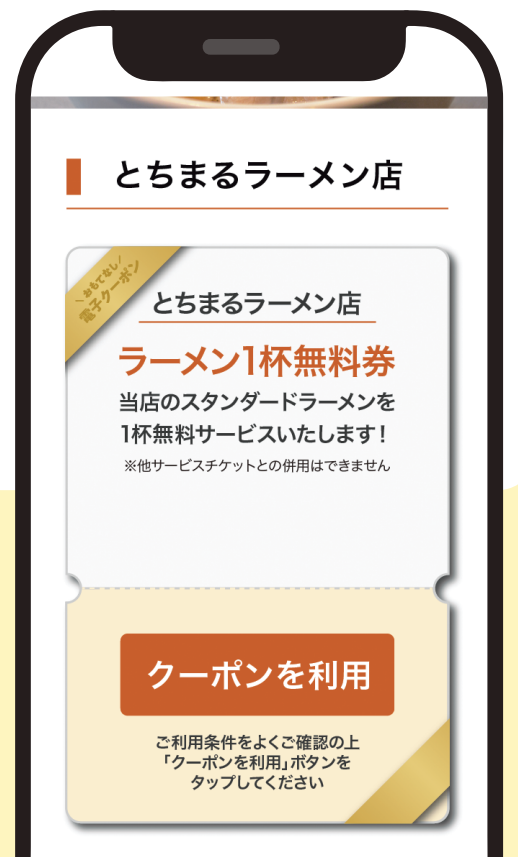 とちまるラーメン店
\おもてなし/
電子クーポン
とちまるラーメン店
ラーメン1杯無料券
当店のスタンダードラーメンを
1杯無料サービスいたします!
※他サービスチケットとの併用はできません
クーポンを利用
ご利用条件をよくご確認の上
「クーポンを利用」ボタンを
タップしてください